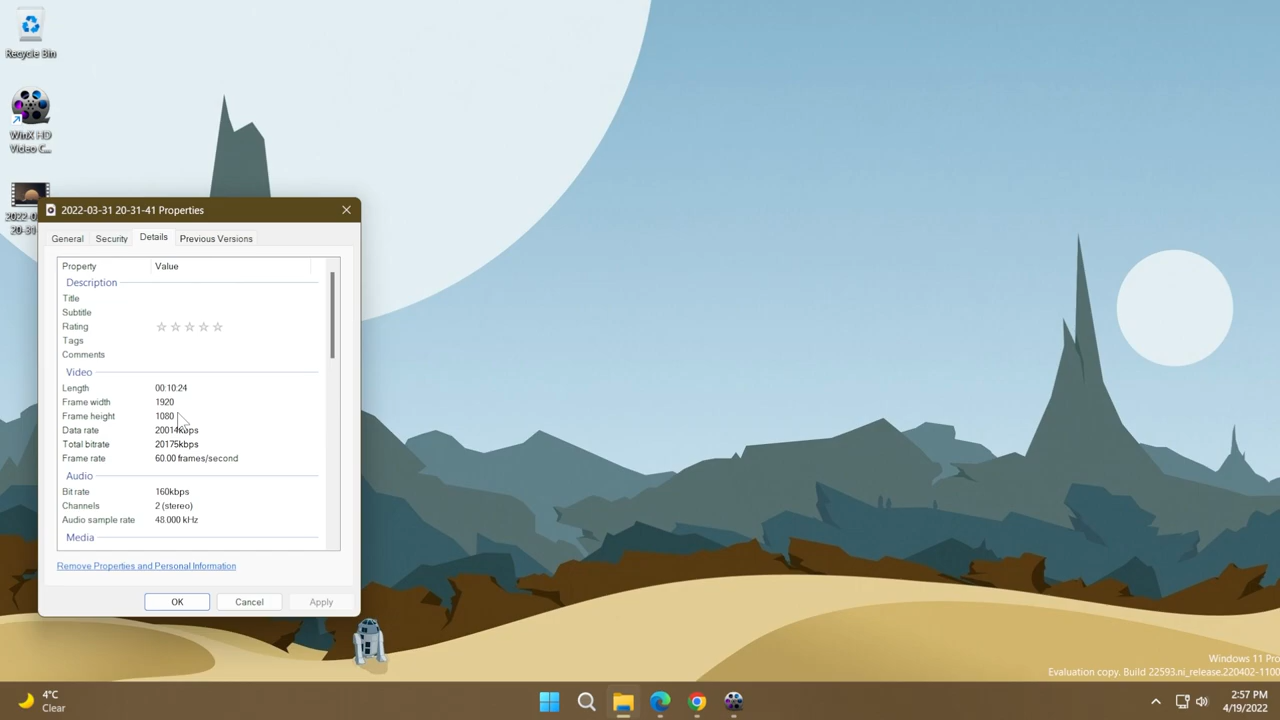 Recycle Bin
WinX HD
Video C...
20-31
2022-03-31 20-31-41 Properties
General Security Details Previous Versions
Property Value
Description
Title
Subtitle
Rating
Tags
Comments
Video
Length 00:10:24
Frame width 1920
Frame height 1080
Data rate 20014kbps
Total bitrate 20175kbps
Frame rate 60.00 frames/second
Audio
Bit rate 160kbps
Channels 2 (stereo)
Audio sample rate 48.000 kHz
Media
Remove Properties and Personal Information
OK Cancel Apply
Windows 11 Pro
Evaluation copy. Build 22593.ni_release.220402-1100
4°C
Clear
2:57 PM
4/19/2022